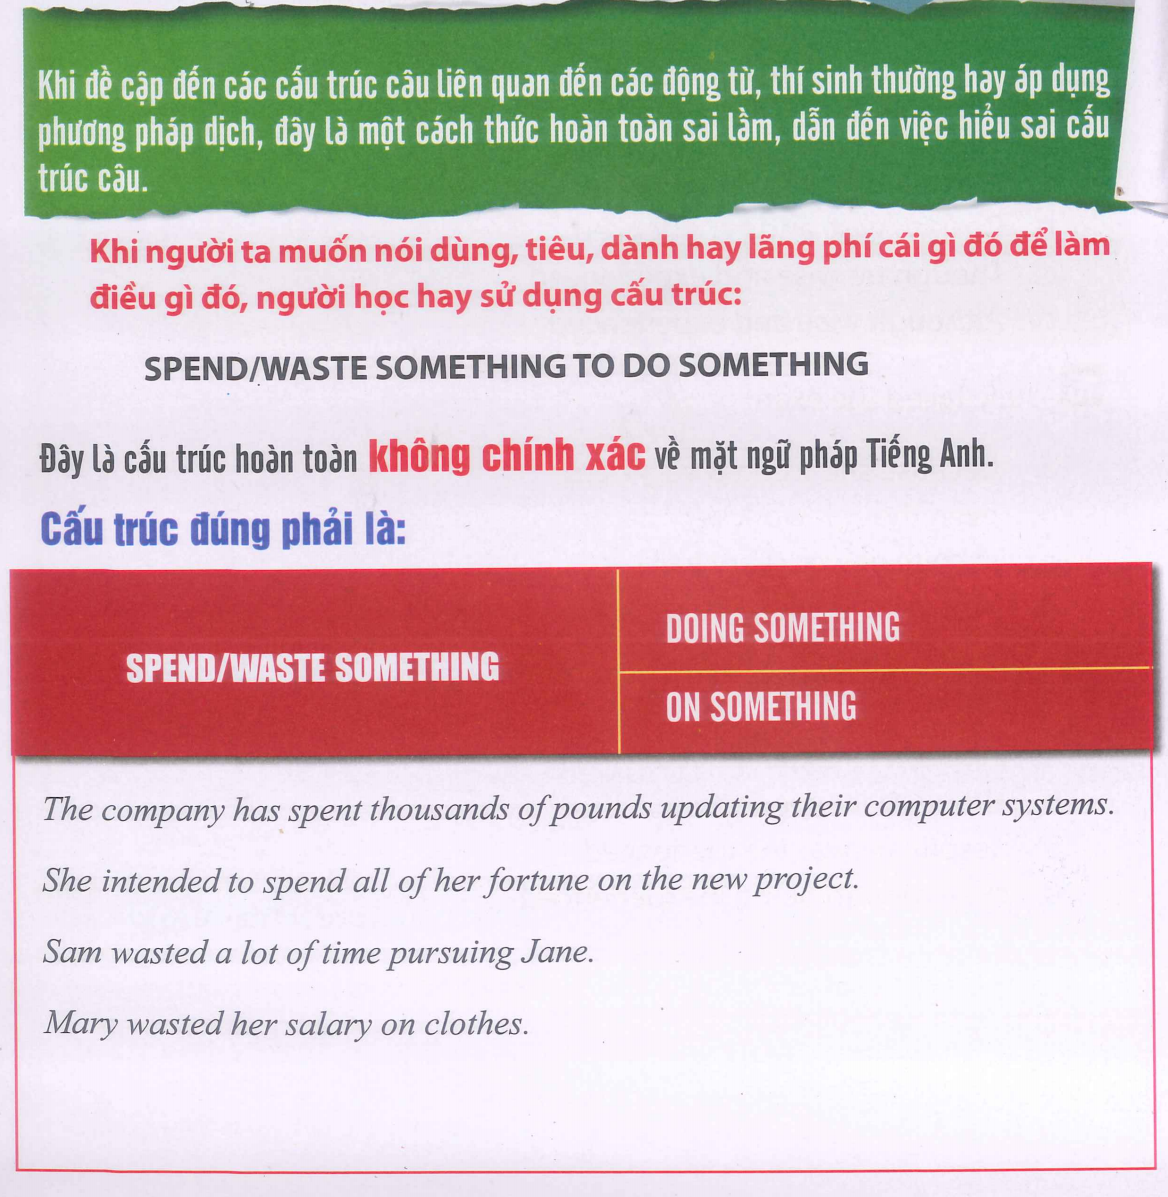 Khi đề cập đến các cấu trúc câu liên quan đến các động từ, thí sinh thường hay áp dụng
phương pháp dịch, đây là một cách thức hoàn toàn sai lầm, dẫn đến việc hiểu sai cấu
trúc câu.
Khi người ta muốn nói dùng, tiêu, dành hay lãng phí cái gì đó để làm
điều gì đó, người học hay sử dụng cấu trúc:
SPEND/WASTE SOMETHING TO DO SOMETHING
Đây là cấu trúc hoàn toàn không chính xác về mặt ngữ pháp Tiếng Anh.
Cấu trúc đúng phải là:
SPEND/WASTE SOMETHING
DOING SOMETHING
ON SOMETHING
The company has spent thousands of pounds updating their computer systems.
She intended to spend all of her fortune on the new project.
Sam wasted a lot of time pursuing Jane.
Mary wasted her salary on clothes.